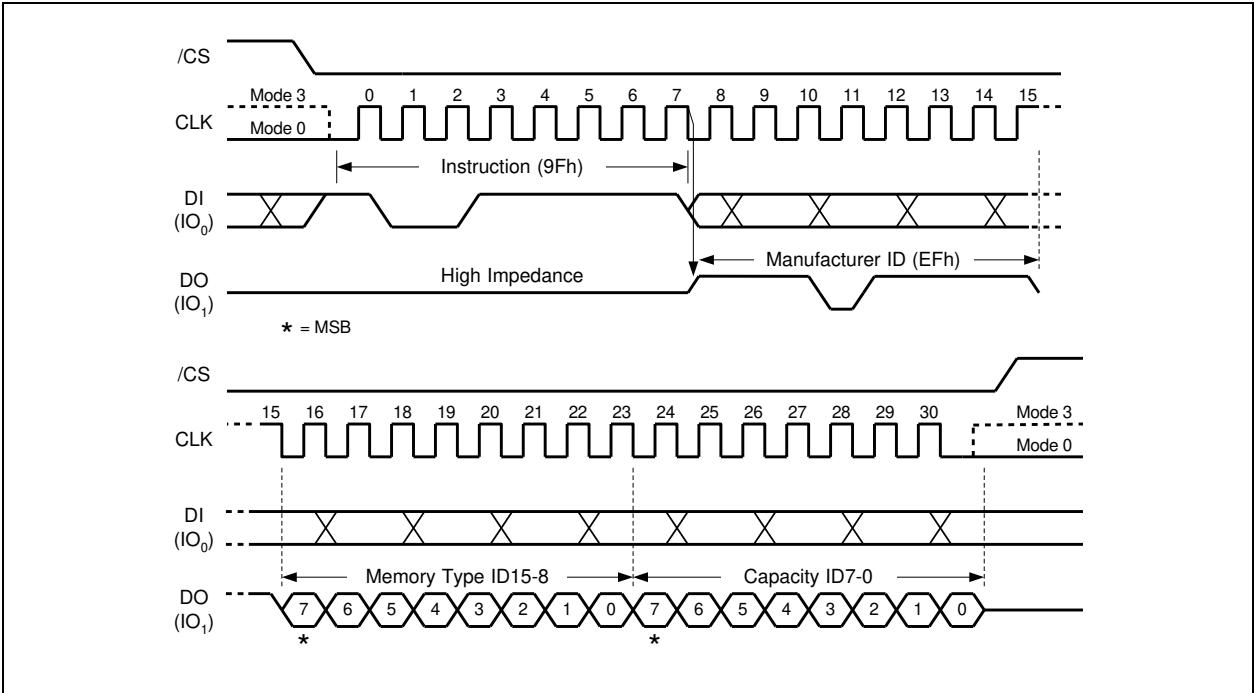 /CS
Mode 3 0 1 2 3 4 5 6 7 8 9 10 11 12 13 14 15
CLK
Mode 0
Instruction (9Fh)
DI
(IO0)
Manufacturer ID (EFh)
High Impedance
DO
(IO1)
* = MSB
/CS
15 16 17 18 19 20 21 22 23 24 25 26 27 28 29 30 Mode 3
CLK
Mode 0
DI
(IO0)
Memory Type ID15-8 Capacity ID7-0
DO
7 6 5 4 3 2 1 0 7 6 5 4 3 2 1 0
(IO1)
* *